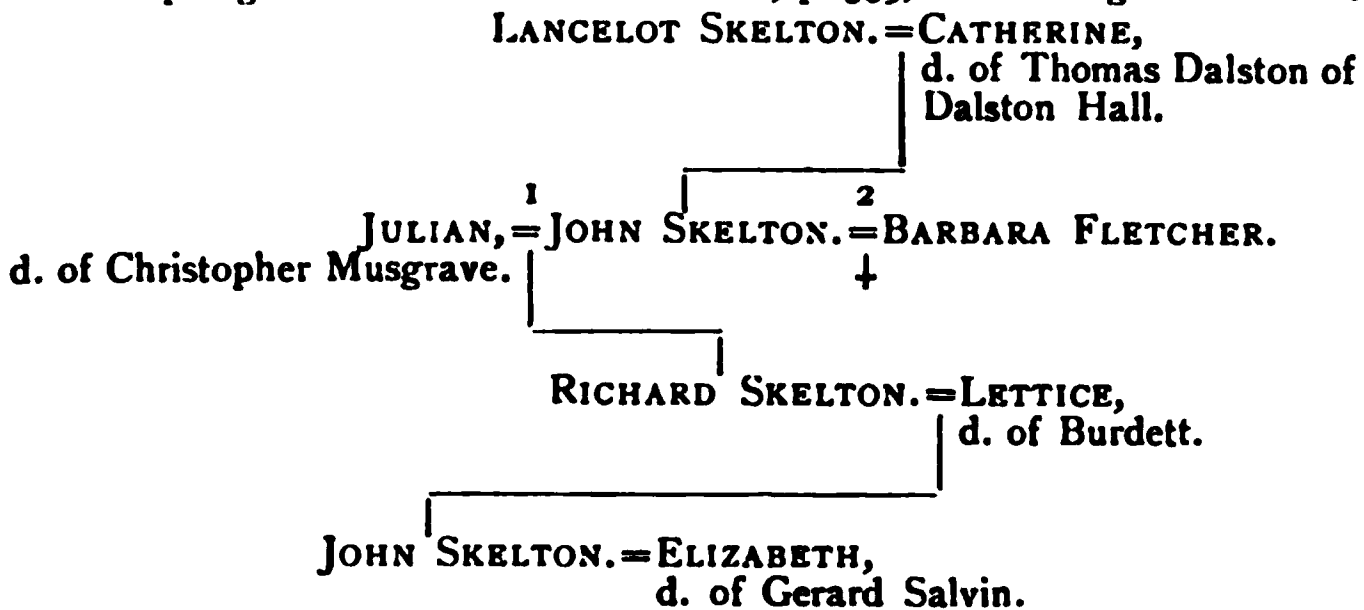 LANCELOT SKELTON.=CATHERINE,
d. of Thomas Dalston of
Dalston Hall.
1 2
JULIAN,=JOHN SKELTON.=BARBARA FLETCHER.
d. of Christopher Musgrave.
RICHARD SKELTON.=LETTICE,
d. of Burdett.
JOHN SKELTON.=ELIZABETH,
d. of Gerard Salvin.